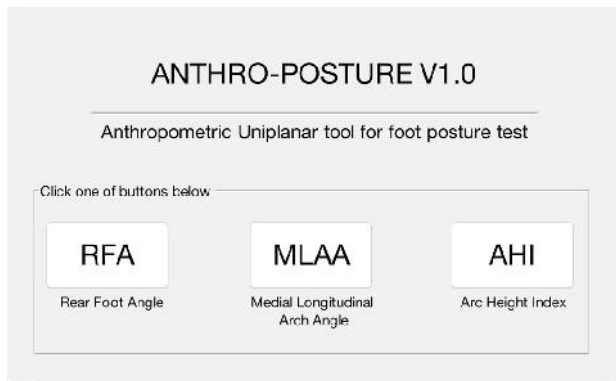 ANTHRO-POSTURE V1.0
Anthropometric Uniplanar tool for foot posture test
Click one of buttons below
RFA
MLAA
AHI
Rear Foot Angle
Medial Longitudinal
Arch Angle
Arc Height Index